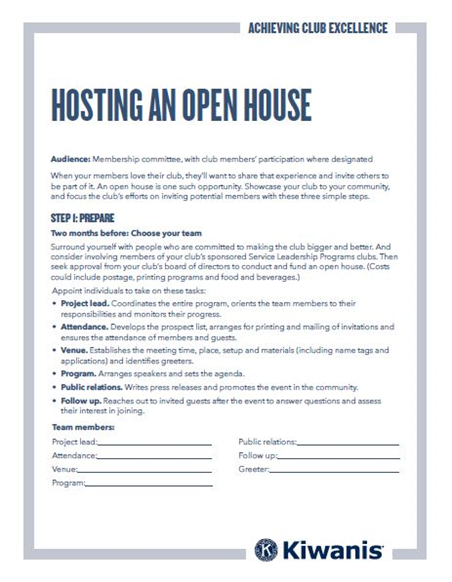 ACHIEVING CLUB EXCELLENCE
HOSTING AN OPEN HOUSE
Audience: Membership committee, with club members' participation where designated
When your members love their club, they'll want to share that experience and invite others to
be part of it. An open house is one such opportunity. Showcase your club to your community,
and focus the club's efforts on inviting potential members with these three simple steps.
STEP I: PREPARE
Two months before: Choose your team
Surround yourself with people who are committed to making the club bigger and better. And
consider involving members of your club's sponsored Service Leadership Programs clubs. Then
seek approval from your club's board of directors to conduct and fund an open house. (Costs
could include postage, printing programs and food and beverages.)
Appoint individuals to take on these tasks:
• Project lead. Coordinates the entire program, orients the team members to their
responsibilities and monitors their progress.
• Attendance. Develops the prospect list, arranges for printing and mailing of invitations and
ensures the attendance of members and guests.
• Venue. Establishes the meeting time, place, setup and materials (including name tags and
applications) and identifies greeters.
• Program. Arranges speakers and sets the agenda.
• Public relations. Writes press releases and promotes the event in the community.
• Follow up. Reaches out to invited guests after the event to answer questions and assess
their interest in joining.
Team members:
Project lead:
Attendance:
Venue:
Program:
Public relations:
Follow up:
Greeter:
Kiwanis